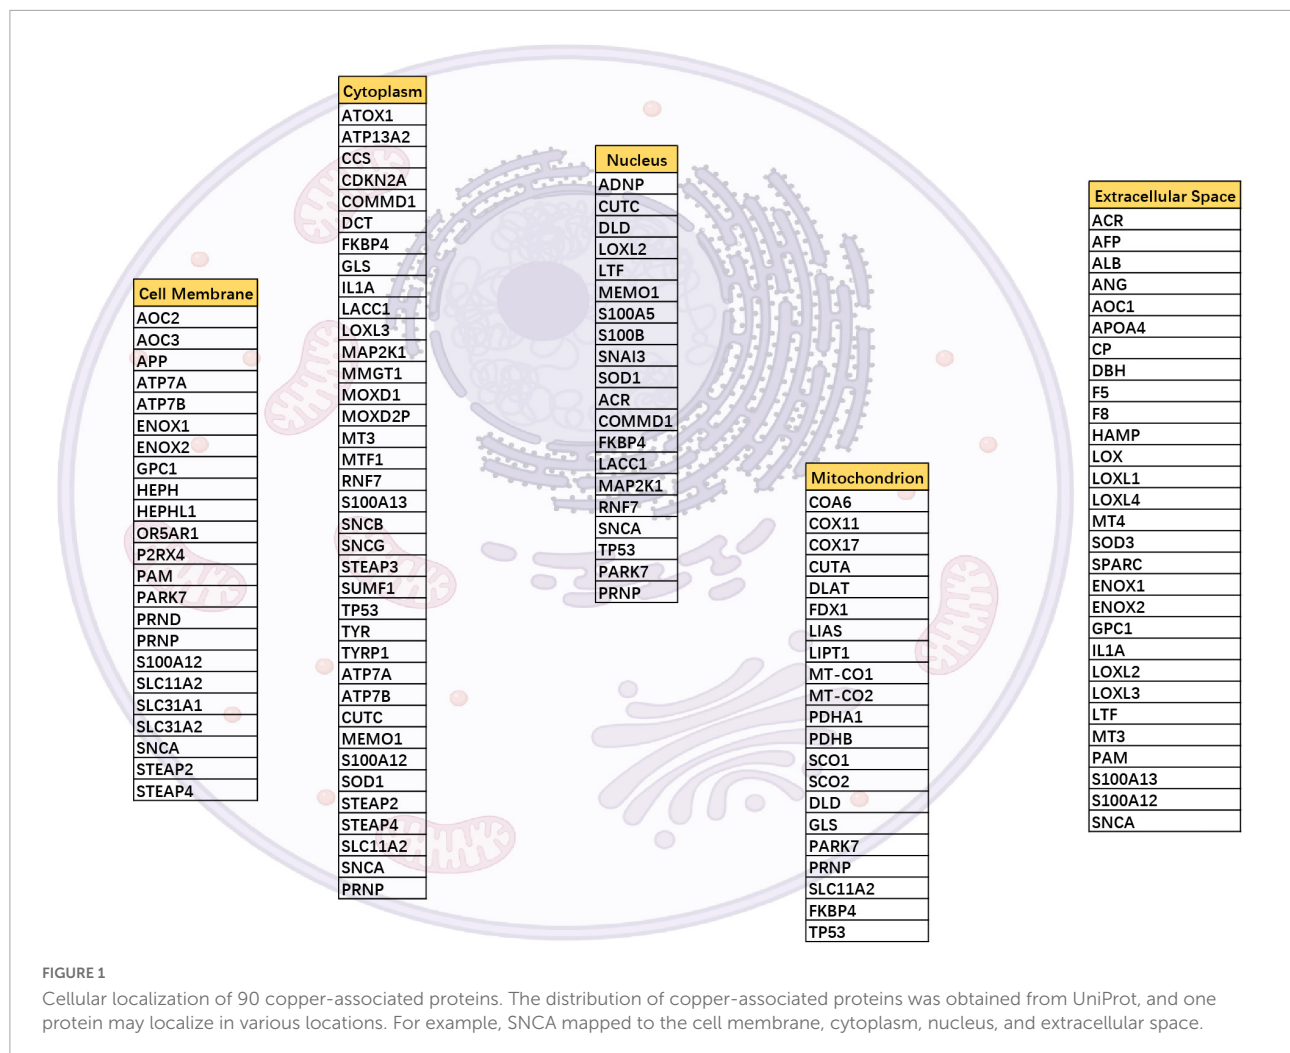 Cell Membrane
AOC2
AOC3
APP
ATP7A
ATP7B
ENOX1
ENOX2
GPC1
HEPH
HEPHL1
OR5AR1
P2RX4
PAM
PARK7
PRND
PRNP
S100A12
SLC11A2
SLC31A1
SLC31A2
SNCA
STEAP2
STEAP4
Cytoplasm
ATOX1
ATP13A2
CCS
CDKN2A
COMMD1
DCT
FKBP4
GLS
IL1A
LACC1
LOXL3
MAP2K1
MMGT1
MOXD1
MOXD2P
MT3
MTF1
RNF7
S100A13
SNCB
SNCG
STEAP3
SUMF1
TP53
TYR
TYRP1
ATP7A
ATP7B
CUTC
MEMO1
S100A12
SOD1
STEAP2
STEAP4
SLC11A2
SNCA
PRNP
Nucleus
ADNP
CUTC
DLD
LOXL2
LTF
MEMO1
S100A5
S100B
SNAI3
SOD1
ACR
COMMD1
FKBP4
LACC1
MAP2K1
RNF7
SNCA
TP53
PARK7
PRNP
Mitochondrion
COA6
COX11
COX17
CUTA
DLAT
FDX1
LIAS
LIPT1
MT-CO1
MT-CO2
PDHA1
PDHB
SCO1
SCO2
DLD
GLS
PARK7
PRNP
SLC11A2
FKBP4
TP53
Extracellular Space
ACR
AFP
ALB
ANG
AOC1
APOA4
CP
DBH
F5
F8
HAMP
LOX
LOXL1
LOXL4
MT4
SOD3
SPARC
ENOX1
ENOX2
GPC1
IL1A
LOXL2
LOXL3
LTF
MT3
PAM
S100A13
S100A12
SNCA
FIGURE 1
Cellular localization of 90 copper-associated proteins. The distribution of copper-associated proteins was obtained from UniProt, and one
protein may localize in various locations. For example, SNCA mapped to the cell membrane, cytoplasm, nucleus, and extracellular space.